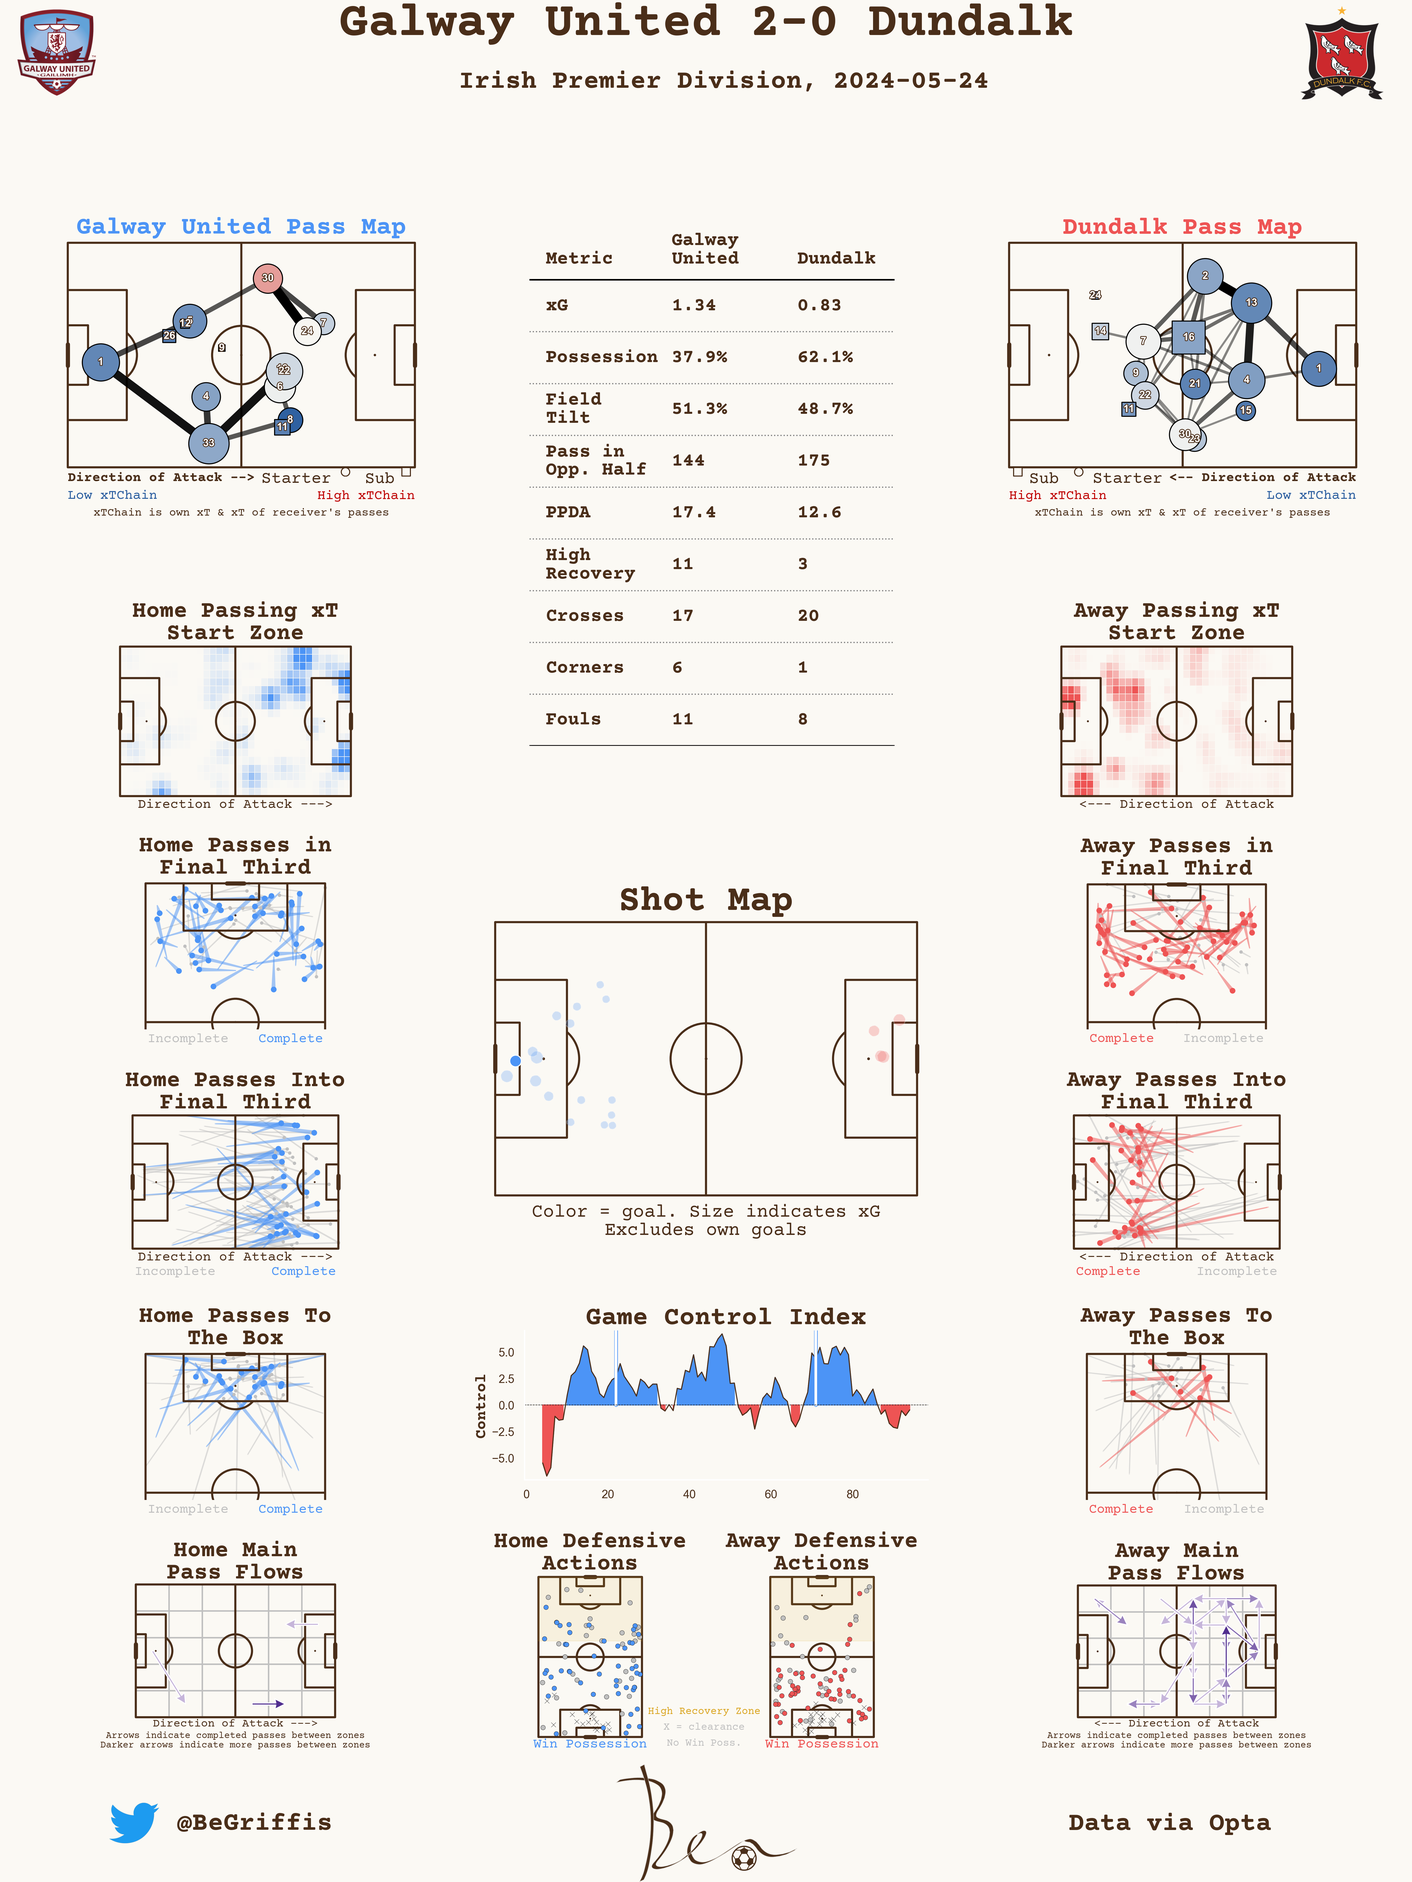 Galway United 2-0 Dundalk
Irish Premier Division, 2024-05-24
GALWAY UNITED
GAILLIMH
DUNDALK F.C.
Galway United Pass Map
30
7
24
12
26
9
1
22
6
4
8
11
33
Direction of Attack --> Starter Sub
Low xTChain High xTChain
xTChain is own xT & xT of receiver's passes
Metric Galway United Dundalk
xG 1.34 0.83
Possession 37.9% 62.1%
Field Tilt 51.3% 48.7%
Pass in Opp. Half 144 175
PPDA 17.4 12.6
High Recovery 11 3
Crosses 17 20
Corners 6 1
Fouls 11 8
Dundalk Pass Map
2
24
13
14
16
7
1
9
4
21
22
11
15
30
23
Sub Starter <-- Direction of Attack
High xTChain Low xTChain
xTChain is own xT & xT of receiver's passes
Home Passing xT
Start Zone
Direction of Attack --->
Away Passing xT
Start Zone
<--- Direction of Attack
Home Passes in
Final Third
Incomplete Complete
Away Passes in
Final Third
Complete Incomplete
Shot Map
Color = goal. Size indicates xG
Excludes own goals
Home Passes Into
Final Third
Direction of Attack --->
Incomplete Complete
Away Passes Into
Final Third
<--- Direction of Attack
Complete Incomplete
Home Passes To
The Box
Incomplete Complete
Game Control Index
Control
5.0
2.5
0.0
−2.5
−5.0
0 20 40 60 80
Away Passes To
The Box
Complete Incomplete
Home Main
Pass Flows
Direction of Attack --->
Arrows indicate completed passes between zones
Darker arrows indicate more passes between zones
Home Defensive
Actions
Win Possession
Away Defensive
Actions
Win Possession
High Recovery Zone
X = clearance
No Win Poss.
Away Main
Pass Flows
<--- Direction of Attack
Arrows indicate completed passes between zones
Darker arrows indicate more passes between zones
@BeGriffis
Ben
Data via Opta